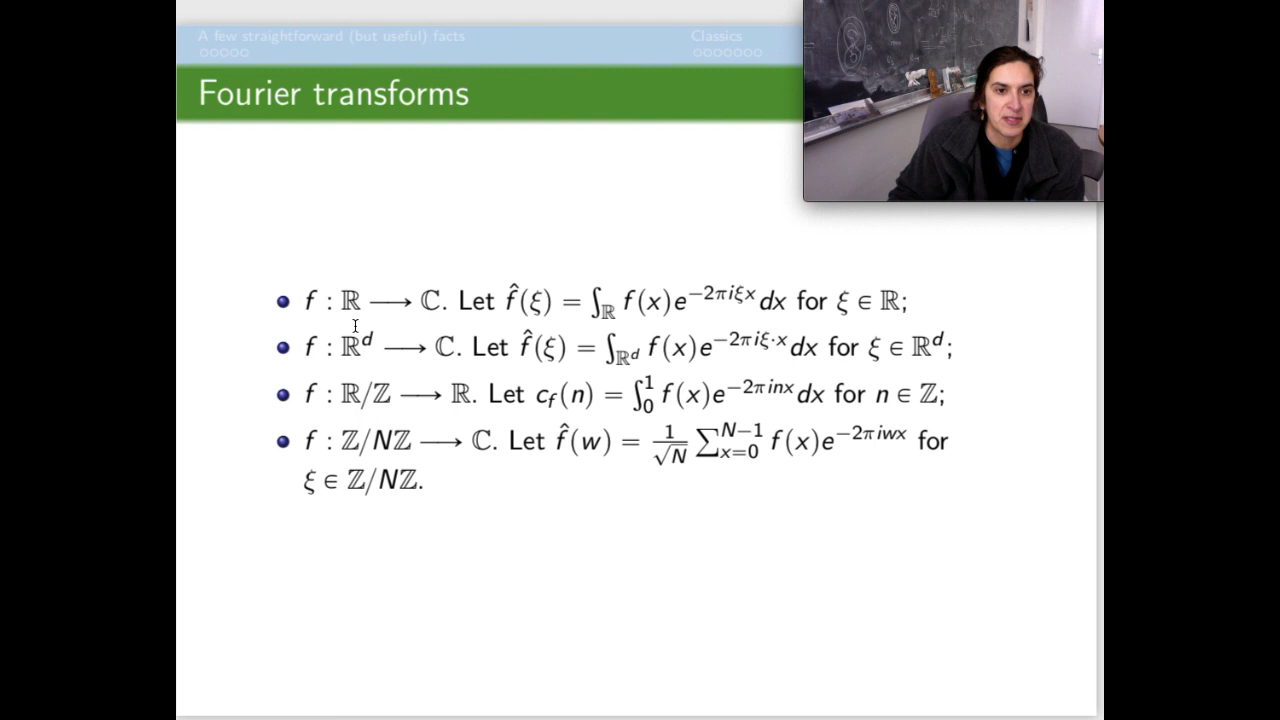 A few straightforward (but useful) facts
Classics
Fourier transforms
f : ℝ ⟶ ℂ. Let f̂(ξ) = ∫_ℝ f(x)e^{−2πiξx}dx for ξ ∈ ℝ;
f : ℝ^d ⟶ ℂ. Let f̂(ξ) = ∫_{ℝ^d} f(x)e^{−2πiξ·x}dx for ξ ∈ ℝ^d;
f : ℝ/ℤ ⟶ ℝ. Let c_f(n) = ∫_0^1 f(x)e^{−2πinx}dx for n ∈ ℤ;
f : ℤ/Nℤ ⟶ ℂ. Let f̂(w) = 1/√N ∑_{x=0}^{N−1} f(x)e^{−2πiwx} for
ξ ∈ ℤ/Nℤ.